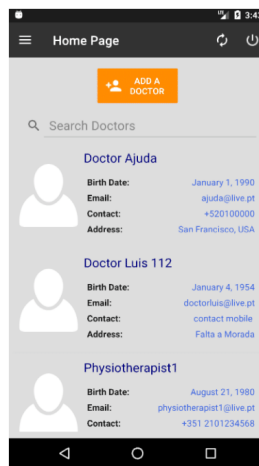 3:4
Home Page
ADD A
DOCTOR
Search Doctors
Doctor Ajuda
Birth Date: January 1, 1990
Email: ajuda@live.pt
Contact: +520100000
Address: San Francisco, USA
Doctor Luis 112
Birth Date: January 4, 1954
Email: doctorluis@live.pt
Contact: contact mobile
Address: Falta a Morada
Physiotherapist1
Birth Date: August 21, 1980
Email: physiotherapist1@live.pt
Contact: +351 2101234568